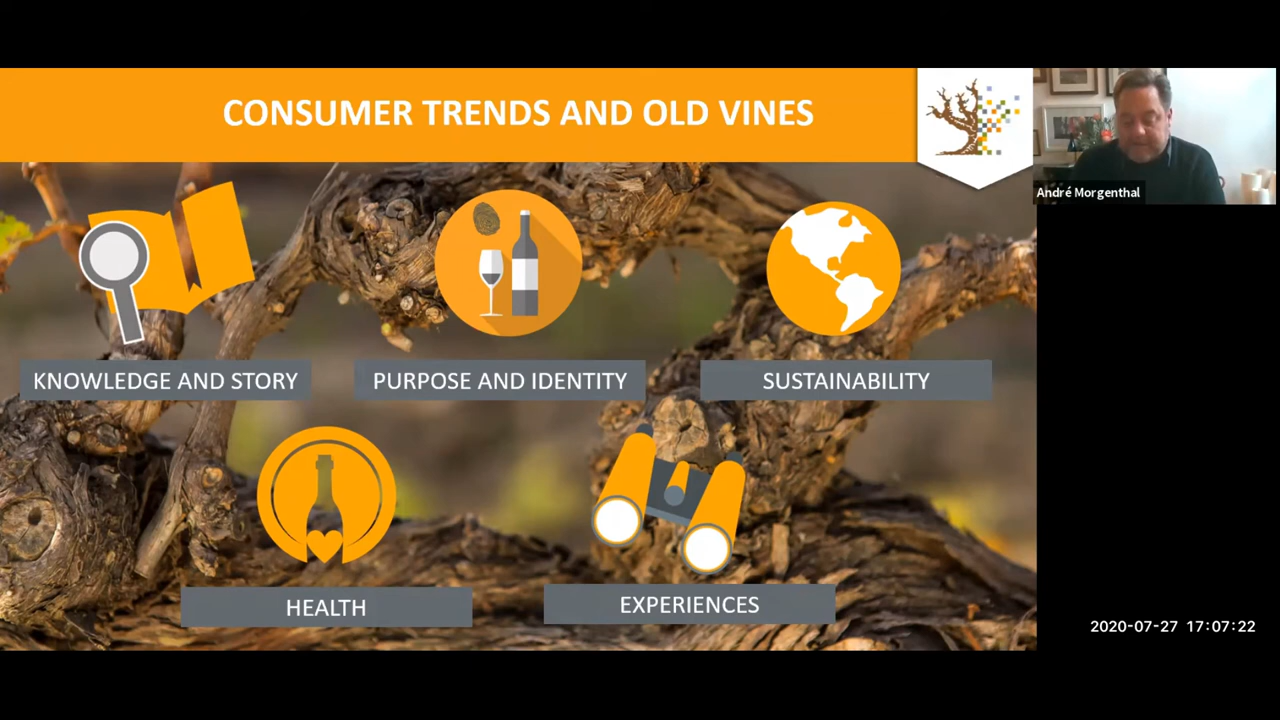 CONSUMER TRENDS AND OLD VINES
André Morgenthal
KNOWLEDGE AND STORY
PURPOSE AND IDENTITY
SUSTAINABILITY
HEALTH
EXPERIENCES
2020-07-27 17:07:22